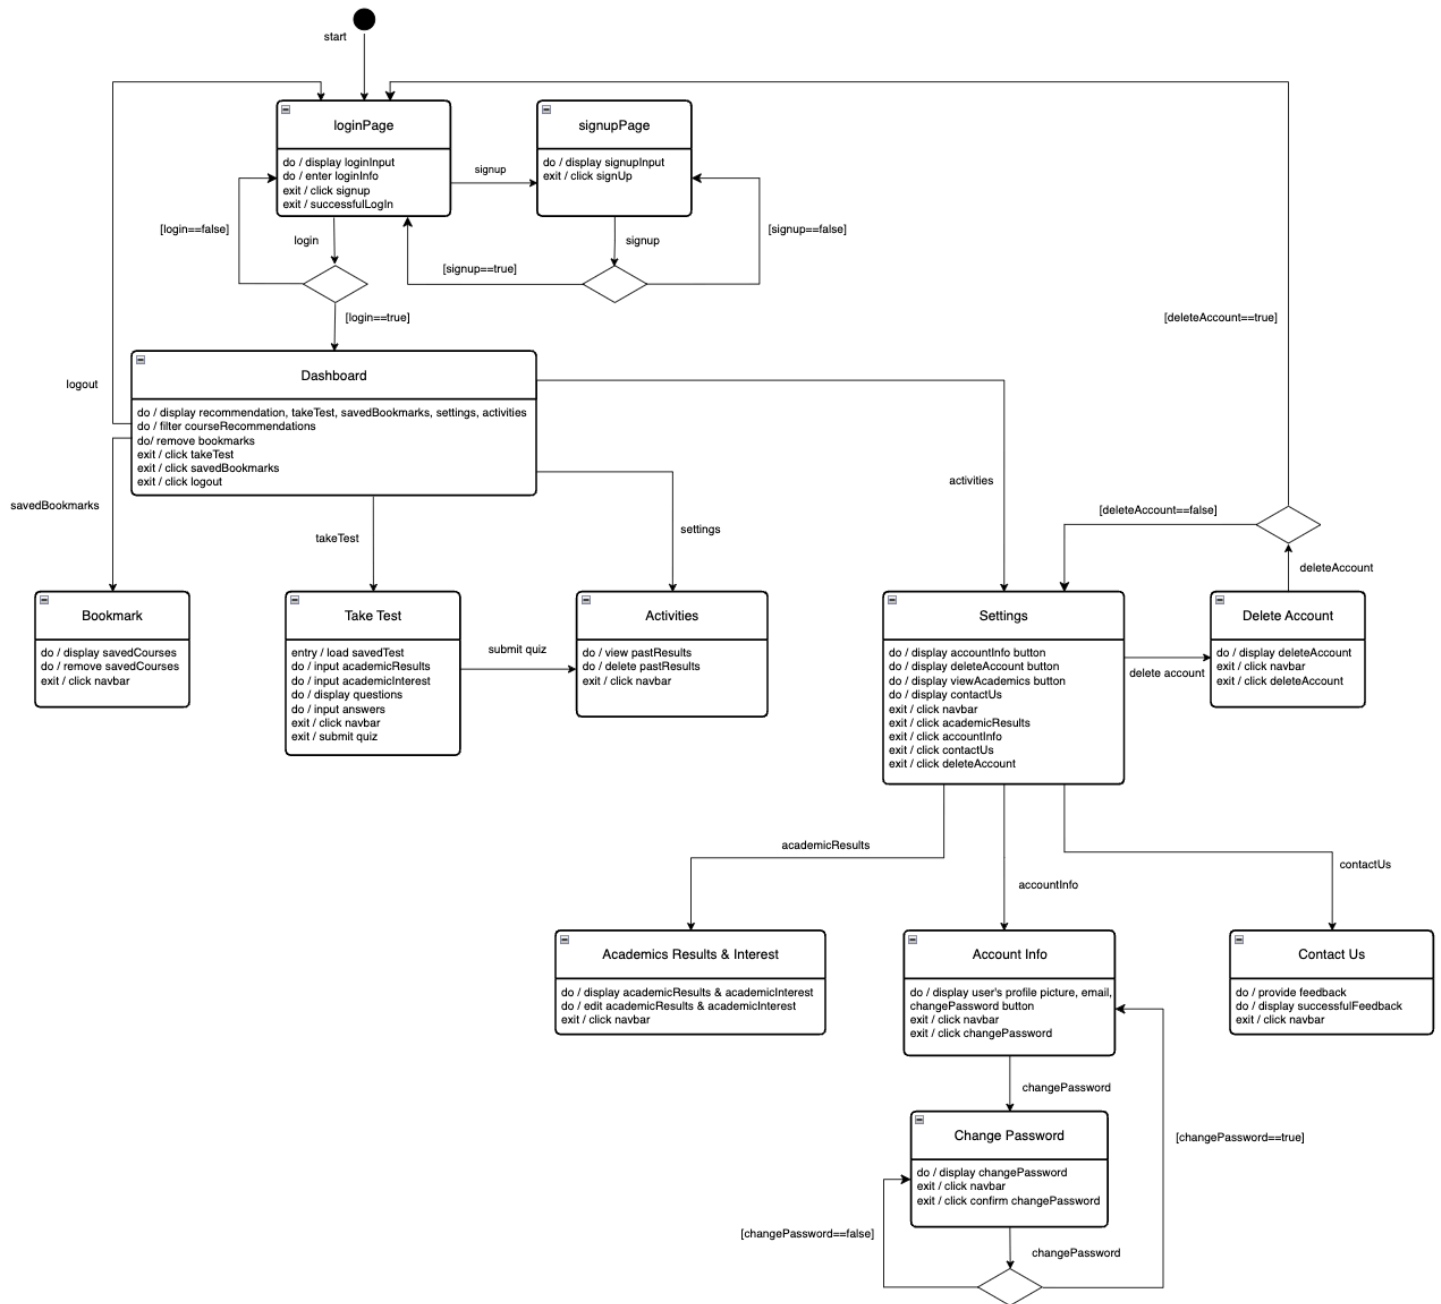 start
loginPage
do / display loginInput
do / enter loginInfo
exit / click signup
exit / successfulLogIn
signup
signupPage
do / display signupInput
exit / click signUp
[login==false]
login
[signup==true]
signup
[signup==false]
[login==true]
[deleteAccount==true]
logout
Dashboard
do / display recommendation, takeTest, savedBookmarks, settings, activities
do / filter courseRecommendations
do/ remove bookmarks
exit / click takeTest
exit / click savedBookmarks
exit / click logout
savedBookmarks
takeTest
settings
activities
[deleteAccount==false]
deleteAccount
Bookmark
do / display savedCourses
do / remove savedCourses
exit / click navbar
Take Test
entry / load savedTest
do / input academicResults
do / input academicInterest
do / display questions
do / input answers
exit / click navbar
exit / submit quiz
submit quiz
Activities
do / view pastResults
do / delete pastResults
exit / click navbar
Settings
do / display accountInfo button
do / display deleteAccount button
do / display viewAcademics button
do / display contactUs
exit / click navbar
exit / click academicResults
exit / click accountInfo
exit / click contactUs
exit / click deleteAccount
delete account
Delete Account
do / display deleteAccount
exit / click navbar
exit / click deleteAccount
academicResults
accountInfo
contactUs
Academics Results & Interest
do / display academicResults & academicInterest
do / edit academicResults & academicInterest
exit / click navbar
Account Info
do / display user's profile picture, email,
changePassword button
exit / click navbar
exit / click changePassword
Contact Us
do / provide feedback
do / display successfulFeedback
exit / click navbar
changePassword
Change Password
do / display changePassword
exit / click navbar
exit / click confirm changePassword
[changePassword==true]
[changePassword==false]
changePassword